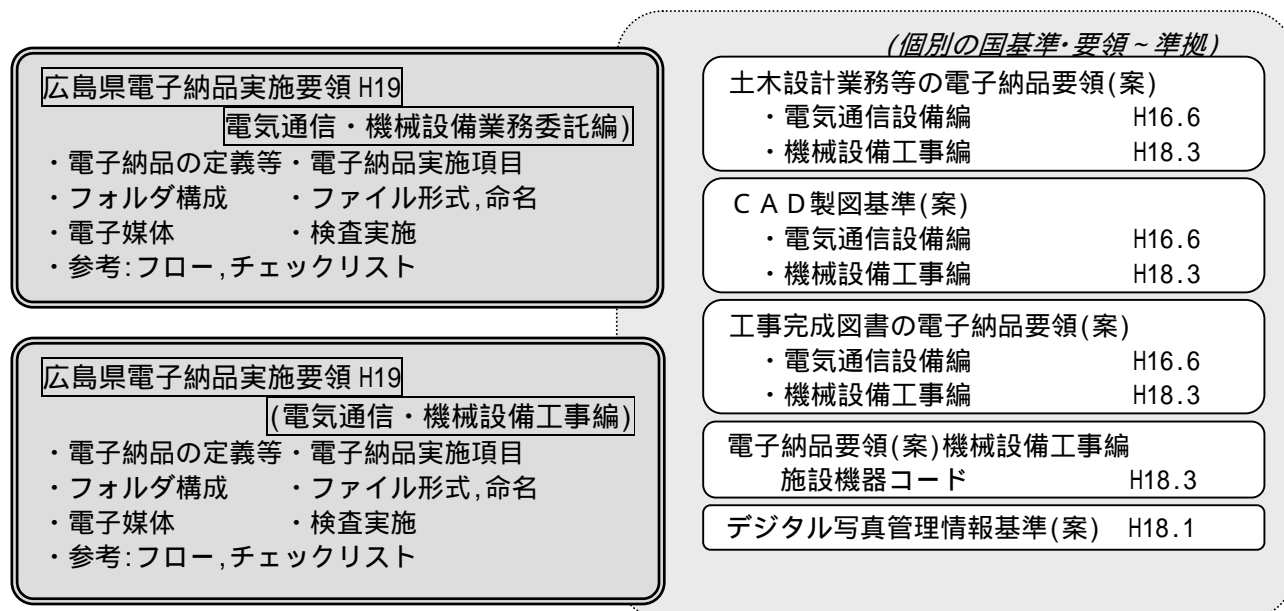 広島県電子納品実施要領 H19
電気通信・機械設備業務委託編)
・電子納品の定義等・電子納品実施項目
・フォルダ構成 ・ファイル形式,命名
・電子媒体 ・検査実施
・参考:フロー,チェックリスト
広島県電子納品実施要領 H19
(電気通信・機械設備工事編)
・電子納品の定義等・電子納品実施項目
・フォルダ構成 ・ファイル形式,命名
・電子媒体 ・検査実施
・参考:フロー,チェックリスト
(個別の国基準・要領~準拠)
土木設計業務等の電子納品要領(案)
・電気通信設備編 H16.6
・機械設備工事編 H18.3
CAD製図基準(案)
・電気通信設備編 H16.6
・機械設備工事編 H18.3
工事完成図書の電子納品要領(案)
・電気通信設備編 H16.6
・機械設備工事編 H18.3
電子納品要領(案)機械設備工事編
施設機器コード H18.3
デジタル写真管理情報基準(案) H18.1